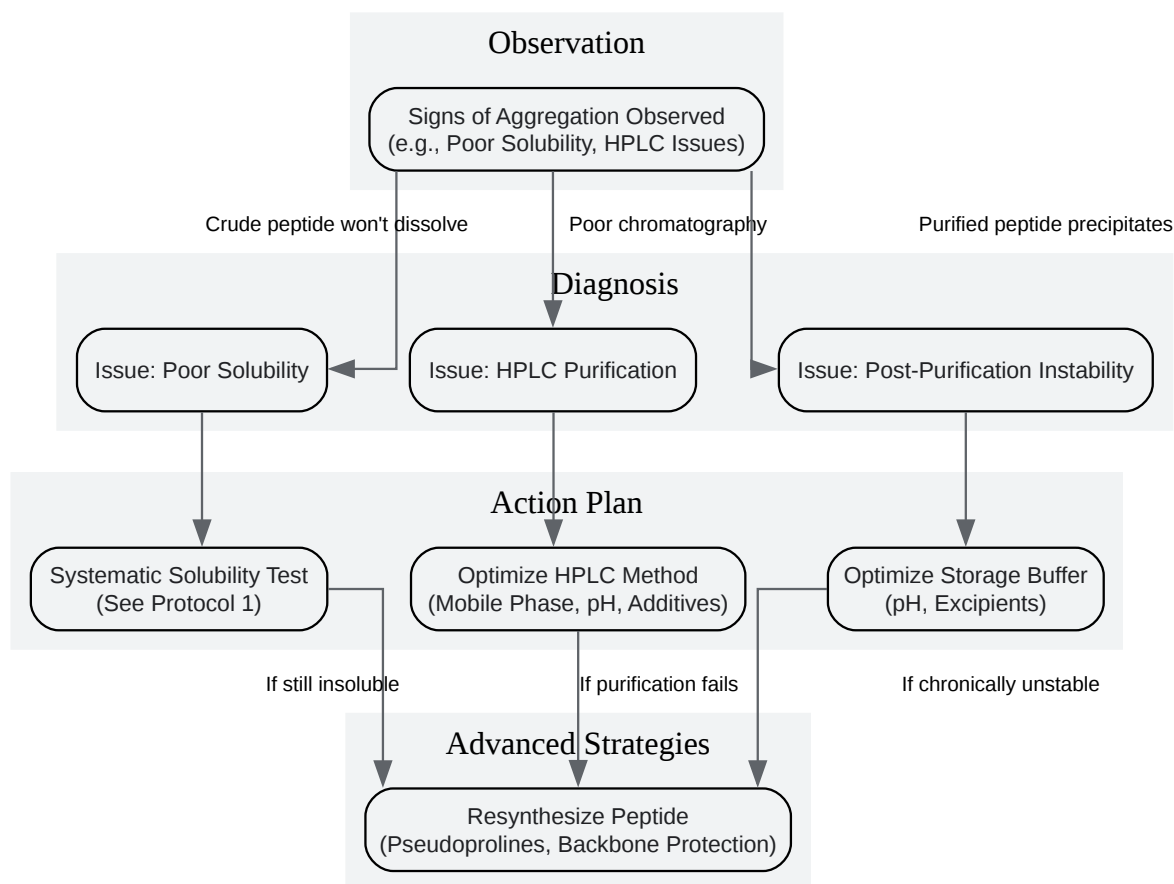 Observation
Signs of Aggregation Observed
(e.g., Poor Solubility, HPLC Issues)
Crude peptide won't dissolve
Poor chromatography
Purified peptide precipitates
Diagnosis
Issue: Poor Solubility
Issue: HPLC Purification
Issue: Post-Purification Instability
Action Plan
Systematic Solubility Test
(See Protocol 1)
Optimize HPLC Method
(Mobile Phase, pH, Additives)
Optimize Storage Buffer
(pH, Excipients)
If still insoluble
If purification fails
If chronically unstable
Advanced Strategies
Resynthesize Peptide
(Pseudoprolines, Backbone Protection)